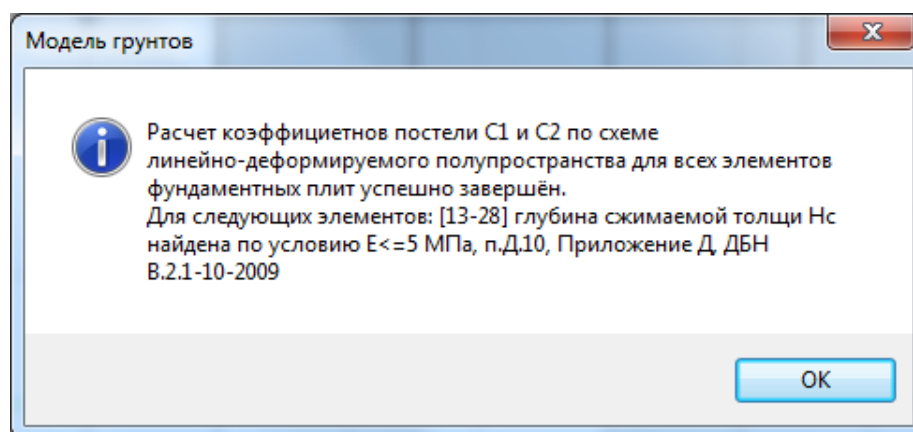 Модель грунтов
Расчет коэффициетнов постели С1 и С2 по схеме
линейно-деформируемого полупространства для всех элементов
фундаментных плит успешно завершён.
Для следующих элементов: [13-28] глубина сжимаемой толщи Hc
найдена по условию E<=5 МПа, п.Д.10, Приложение Д, ДБН
В.2.1-10-2009
OK